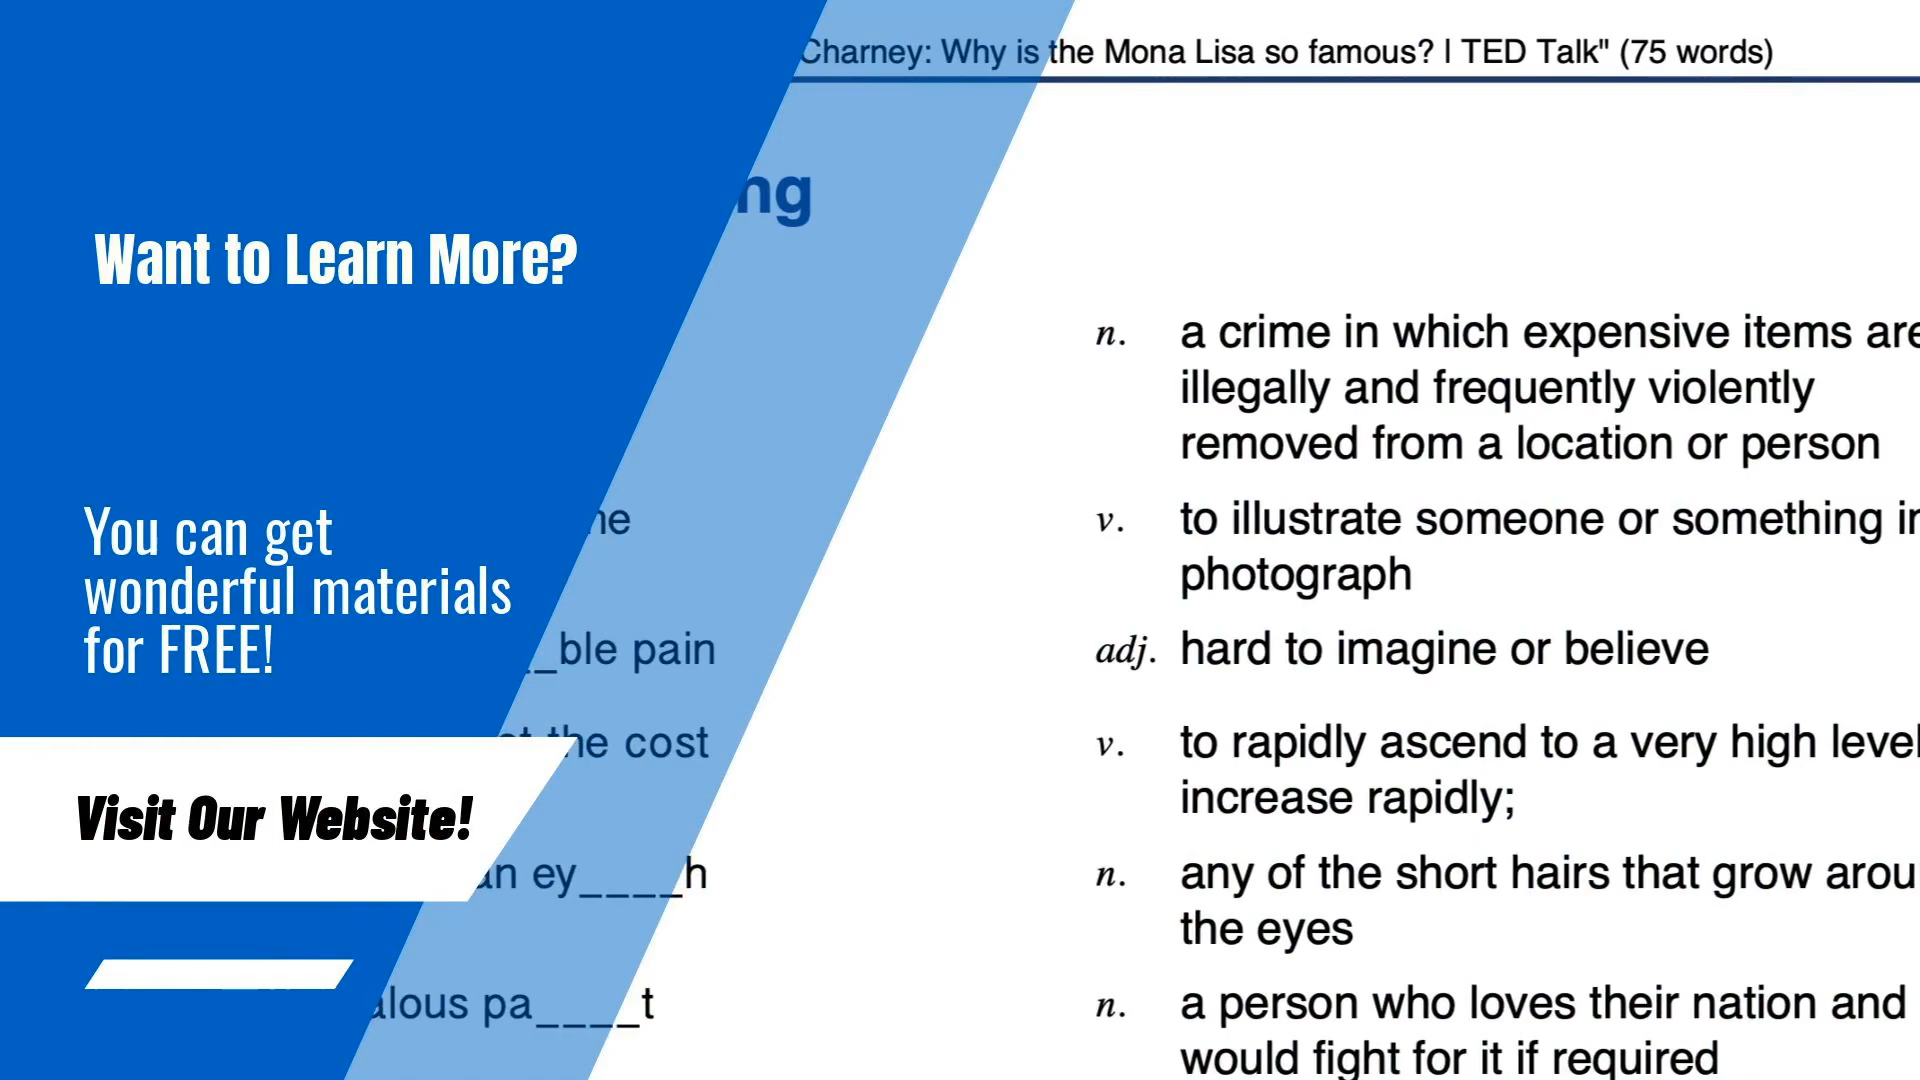 Charney: Why is the Mona Lisa so famous? | TED Talk" (75 words)
Want to Learn More?
You can get
wonderful materials
for FREE!
Visit Our Website!
n. a crime in which expensive items are
illegally and frequently violently
removed from a location or person
v. to illustrate someone or something in
photograph
_ble pain adj. hard to imagine or believe
the cost v. to rapidly ascend to a very high level
increase rapidly;
an ey____h n. any of the short hairs that grow
the eyes
alous pa____t n. a person who loves their nation and
would fight for it if required